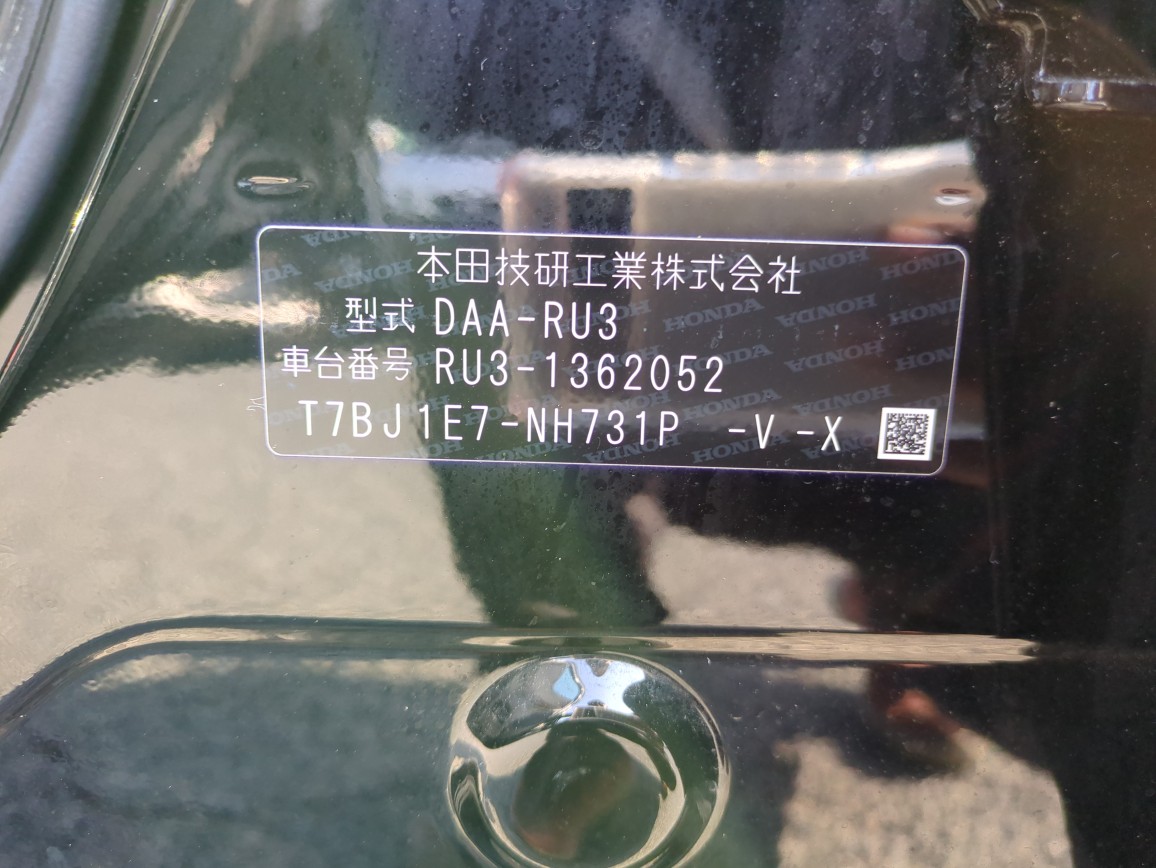 本田技研工業株式会社
型式 DAA-RU3
車台番号 RU3-1362052
T7BJ1E7-NH731P -V -X